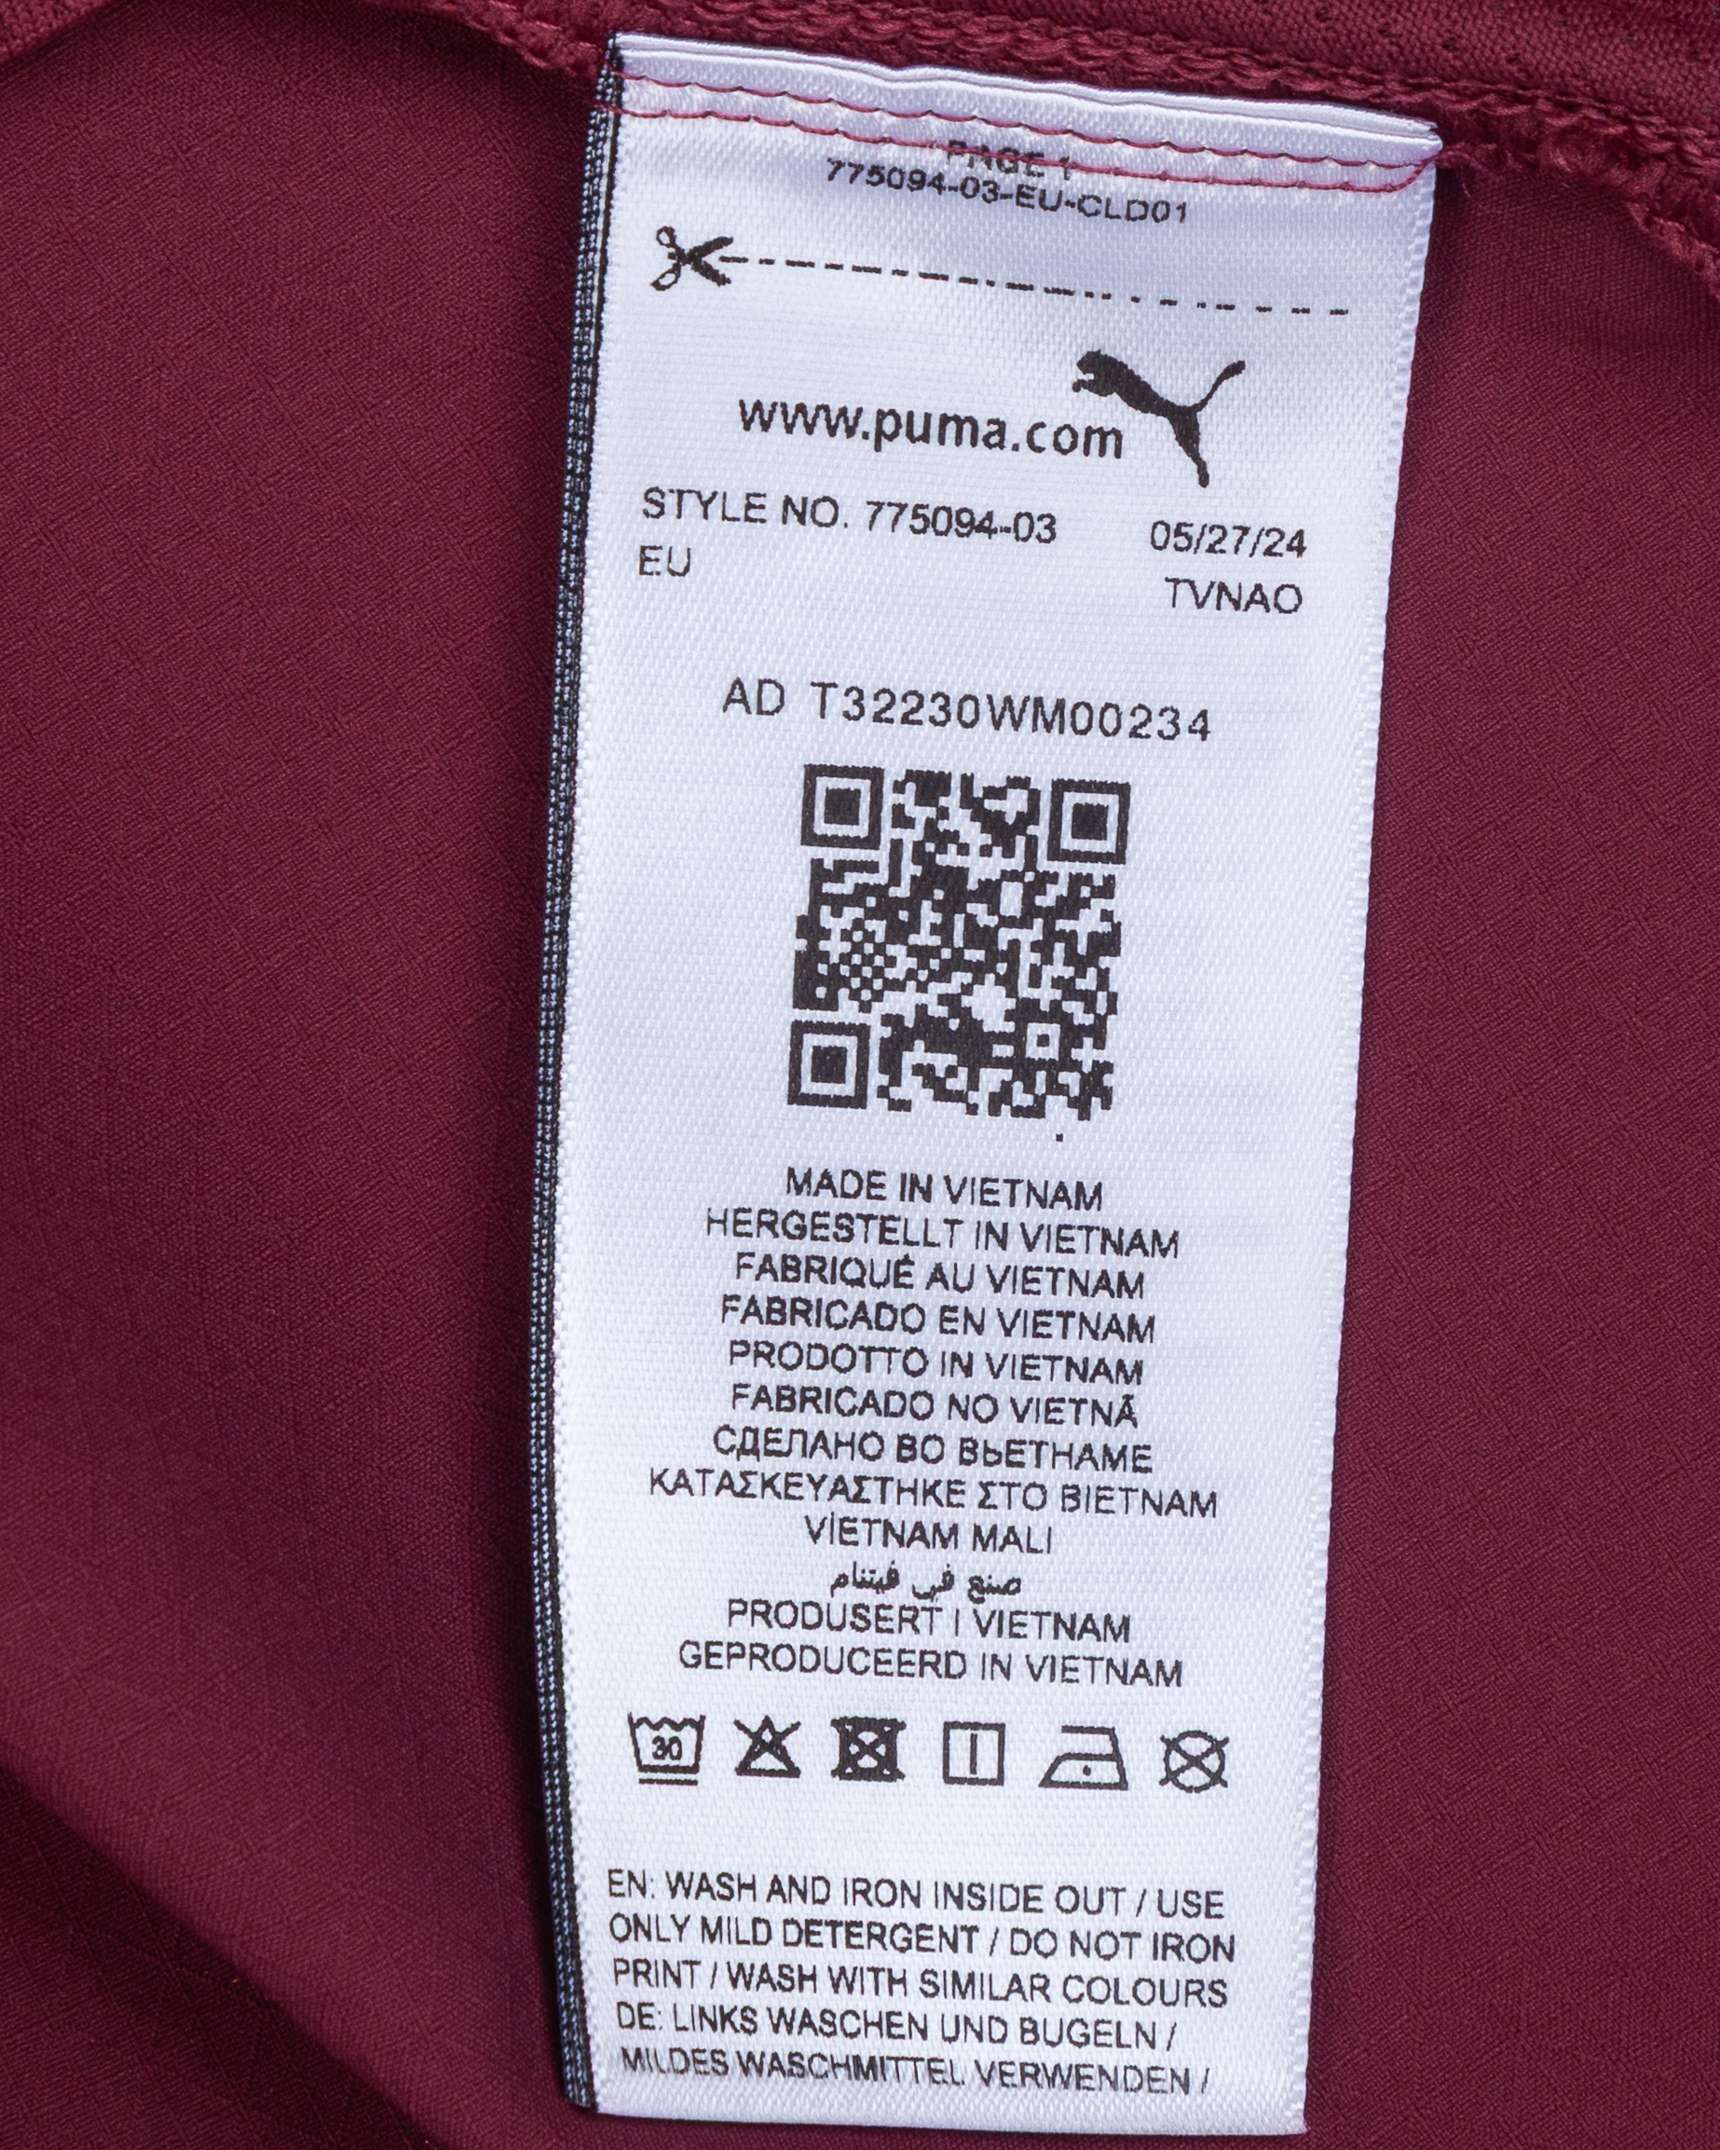 PAGE 1
775094-03-EU-CLD01
www.puma.com
STYLE NO. 775094-03 05/27/24
EU TVNAO
AD T32230WM00234
MADE IN VIETNAM
HERGESTELLT IN VIETNAM
FABRIQUÉ AU VIETNAM
FABRICADO EN VIETNAM
PRODOTTO IN VIETNAM
FABRICADO NO VIETNÃ
СДЕЛАНО ВО ВЬЕТНАМЕ
ΚΑΤΑΣΚΕΥΑΣΤΗΚΕ ΣΤΟ ΒΙΕΤΝΑΜ
VİETNAM MALI
صنع في فيتنام
PRODUSERT I VIETNAM
GEPRODUCEERD IN VIETNAM
30
EN: WASH AND IRON INSIDE OUT / USE
ONLY MILD DETERGENT / DO NOT IRON
PRINT / WASH WITH SIMILAR COLOURS
DE: LINKS WASCHEN UND BUGELN /
MILDES WASCHMITTEL VERWENDEN /